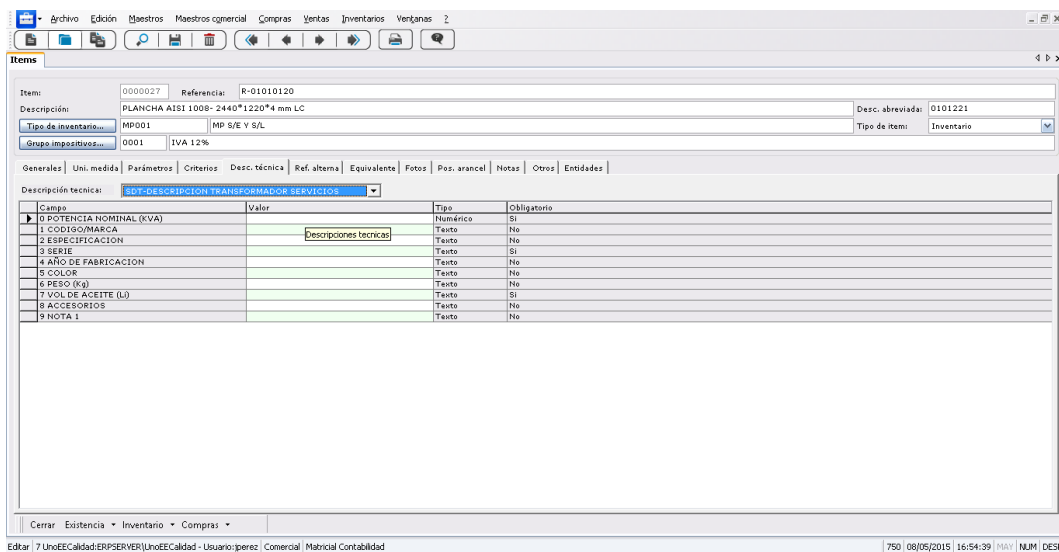 Archivo Edición Maestros Maestros comercial Compras Ventas Inventarios Ventanas ?
Items
Item: 0000027 Referencia: R-01010120
Descripción: PLANCHA AISI 1008- 2440*1220*4 mm LC Desc. abreviada: 0101221
Tipo de inventario... MP001 MP S/E Y S/L Tipo de item: Inventario
Grupo impositivos... 0001 IVA 12%
Generales Uni. medida Parámetros Criterios Desc. técnica Ref. alterna Equivalente Fotos Pos. arancel Notas Otros Entidades
Descripción tecnica: SDT-DESCRIPCION TRANSFORMADOR SERVICIOS
Campo Valor Tipo Obligatorio
0 POTENCIA NOMINAL (KVA) Numérico Si
1 CODIGO/MARCA Texto No
Descripciones tecnicas
2 ESPECIFICACION Texto No
3 SERIE Texto Si
4 AÑO DE FABRICACION Texto No
5 COLOR Texto No
6 PESO (Kg) Texto No
7 VOL DE ACEITE (Li) Texto Si
8 ACCESORIOS Texto No
9 NOTA 1 Texto No
Cerrar Existencia Inventario Compras
Editar 7 UnoEECalidad:ERPSERVER\UnoEECalidad - Usuario:jperez Comercial Matricial Contabilidad 750 08/05/2015 16:54:39 MAY NUM DESI